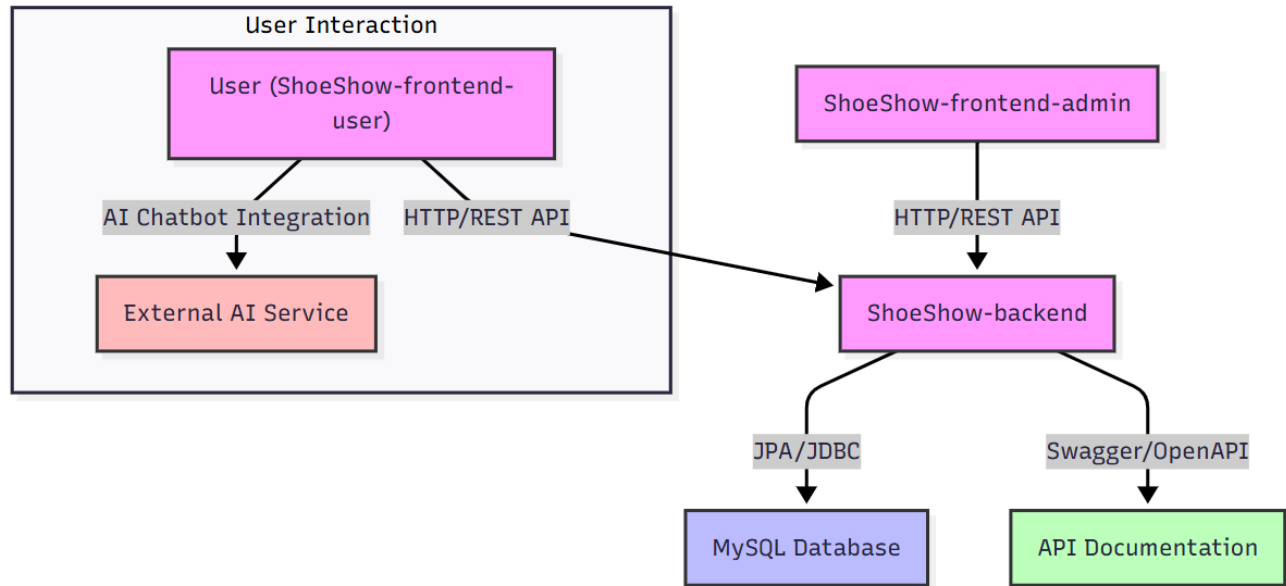 User Interaction
User (ShoeShow-frontend-
user)
ShoeShow-frontend-admin
AI Chatbot Integration
HTTP/REST API
HTTP/REST API
External AI Service
ShoeShow-backend
JPA/JDBC
Swagger/OpenAPI
MySQL Database
API Documentation